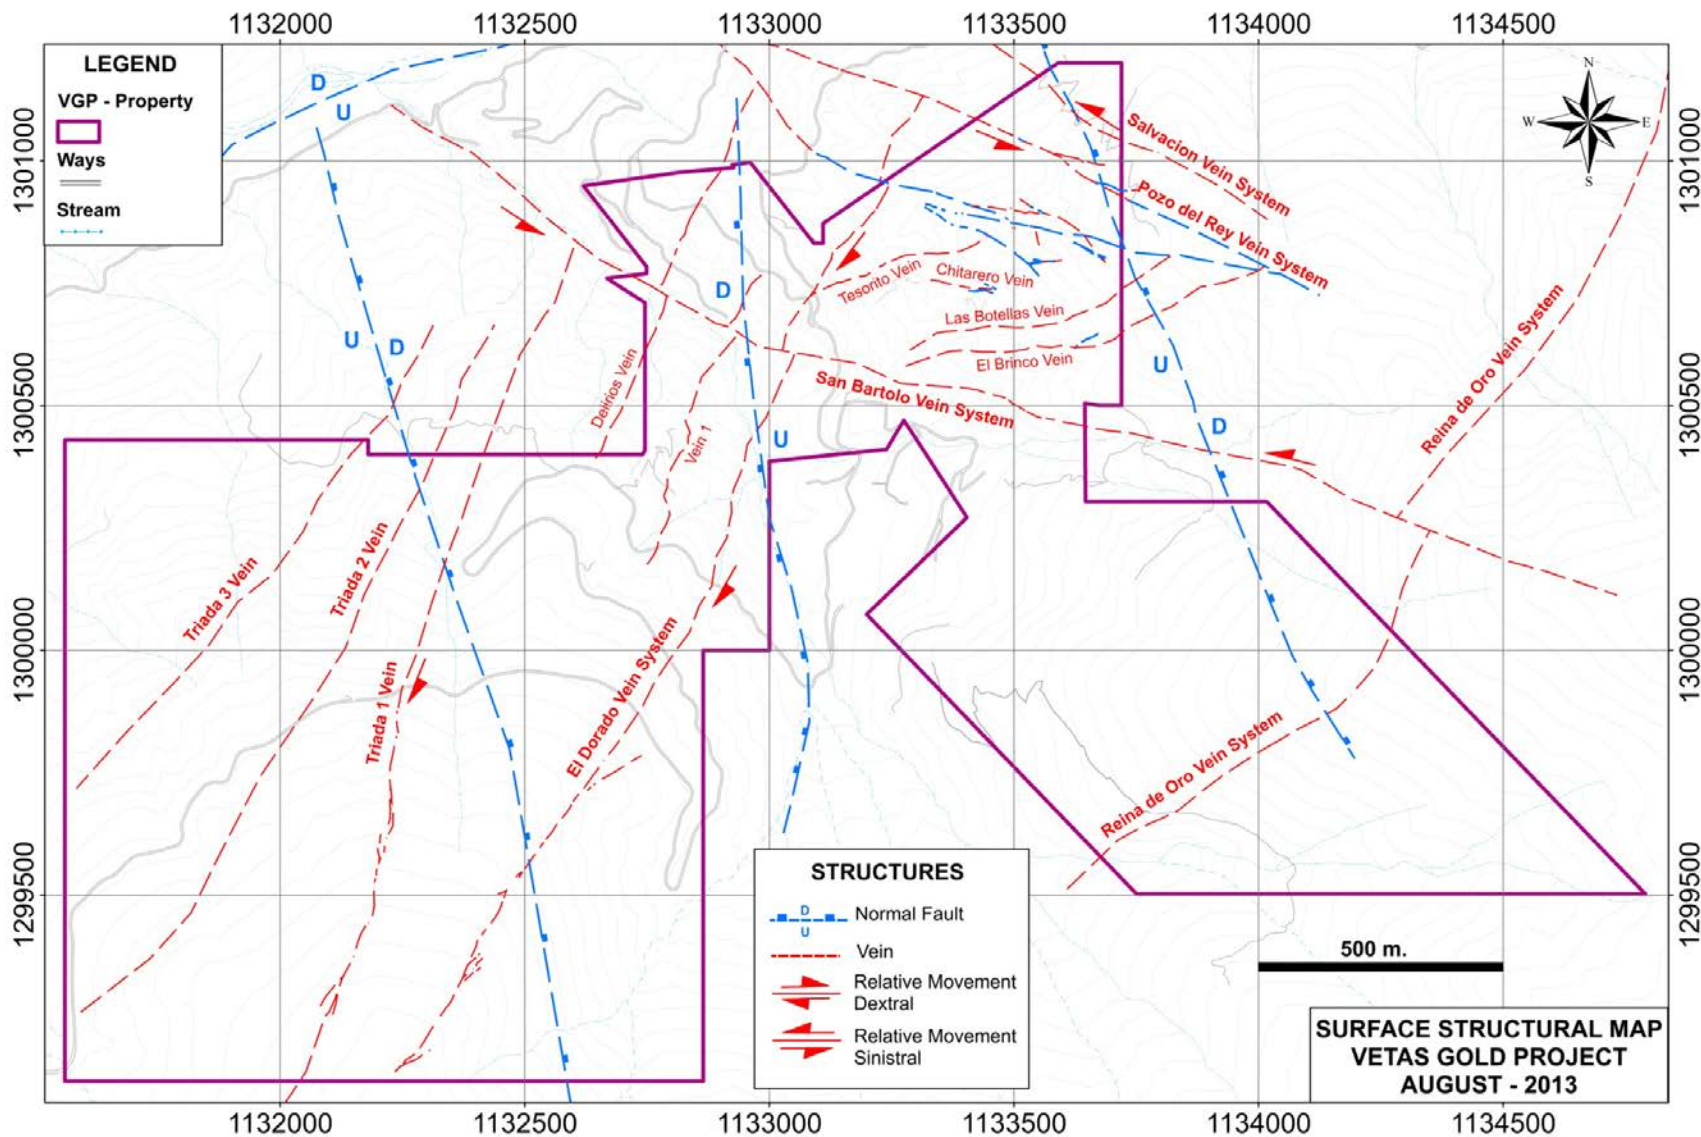 1132000 1132500 1133000 1133500 1134000 1134500
LEGEND
VGP - Property
Ways
Stream
D
U
N
W E
S
1301000
1301000
Salvacion Vein System
Pozo del Rey Vein System
Tesorito Vein
Chitarero Vein
D
Las Botellas Vein
U
D
El Brinco Vein
U
Delirios Vein
San Bartolo Vein System
Reina de Oro Vein System
1300500
1300500
D
U
Vein 1
Triada 3 Vein
Triada 2 Vein
1300000
1300000
Triada 1 Vein
El Dorado Vein System
Reina de Oro Vein System
1299500
1299500
STRUCTURES
D
U
Normal Fault
Vein
Relative Movement
Dextral
Relative Movement
Sinistral
500 m.
SURFACE STRUCTURAL MAP
VETAS GOLD PROJECT
AUGUST - 2013
1132000 1132500 1133000 1133500 1134000 1134500